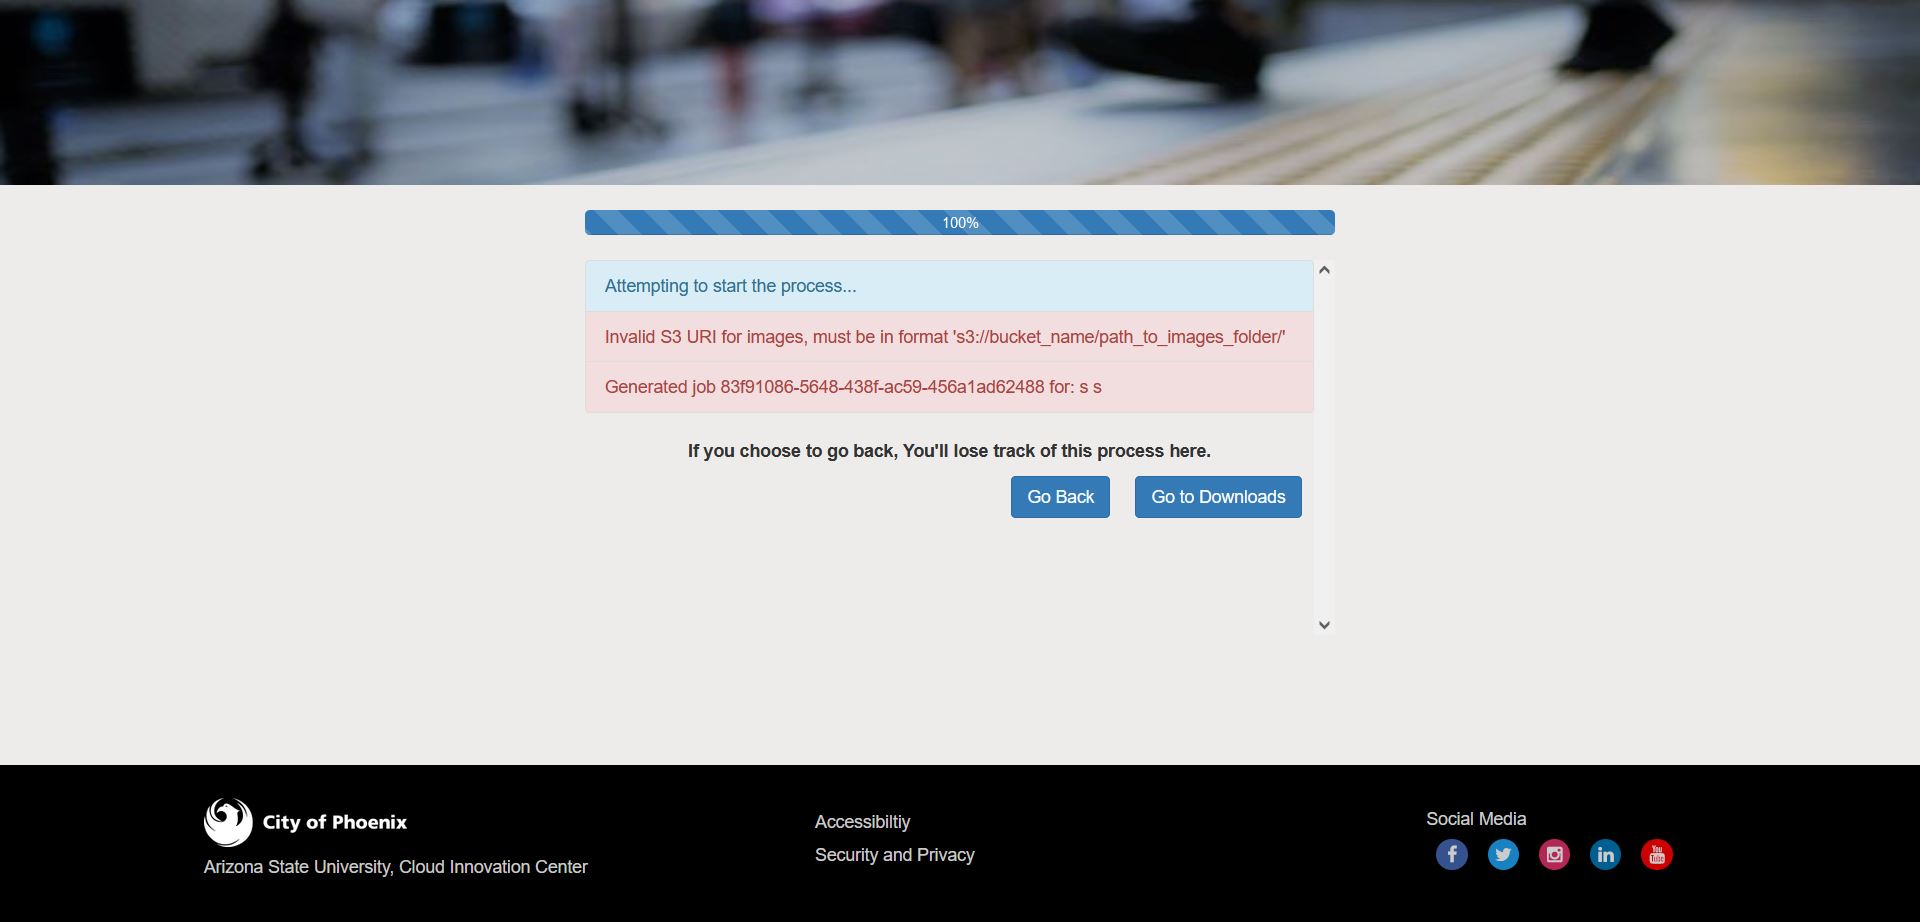 100%
Attempting to start the process...
Invalid S3 URI for images, must be in format 's3://bucket_name/path_to_images_folder/'
Generated job 83f91086-5648-438f-ac59-456a1ad62488 for: s s
If you choose to go back, You'll lose track of this process here.
Go Back
Go to Downloads
City of Phoenix
Arizona State University, Cloud Innovation Center
Accessibiltiy
Security and Privacy
Social Media
f
in
You
Tube